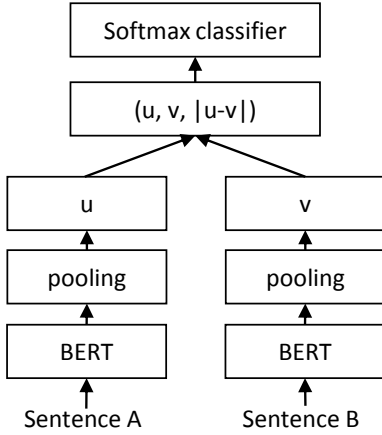 Softmax classifier
(u, v, |u-v|)
u
v
pooling
pooling
BERT
BERT
Sentence A
Sentence B